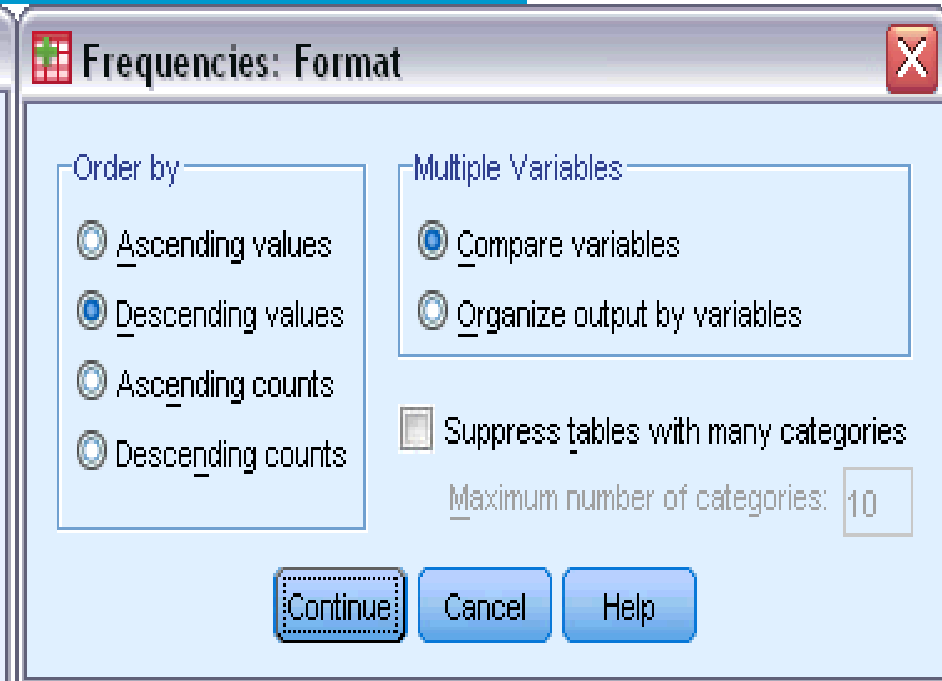 Frequencies: Format
Order by
Ascending values
Descending values
Ascending counts
Descending counts
Multiple Variables
Compare variables
Organize output by variables
Suppress tables with many categories
Maximum number of categories: 10
Continue Cancel Help